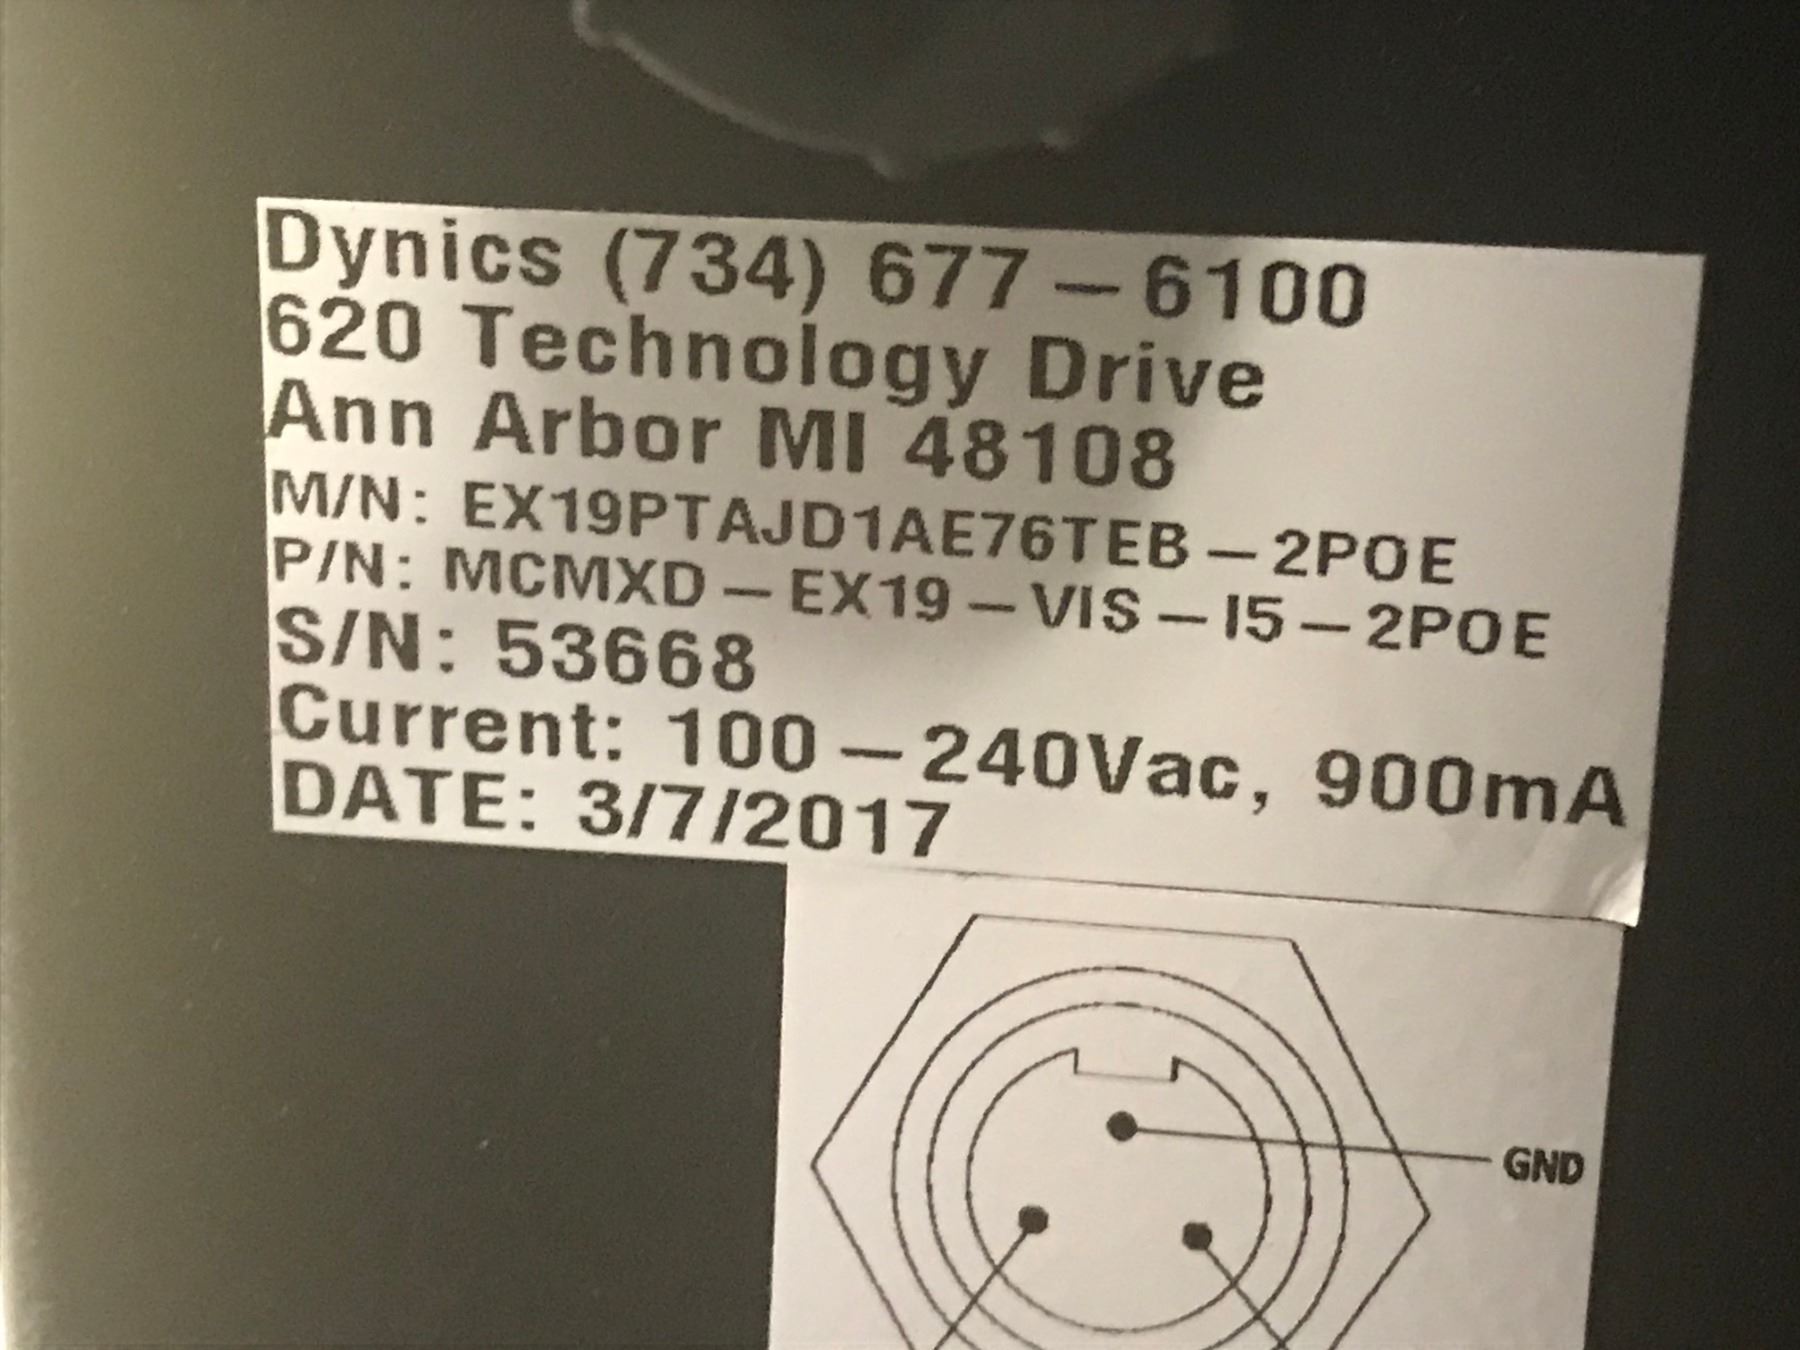 Dynics (734) 677-6100
620 Technology Drive
Ann Arbor MI 48108
M/N: EX19PTAJD1AE76TEB-2POE
P/N: MCMXD-EX19-VIS-I5-2POE
S/N: 53668
Current: 100-240Vac, 900mA
DATE: 3/7/2017
GND